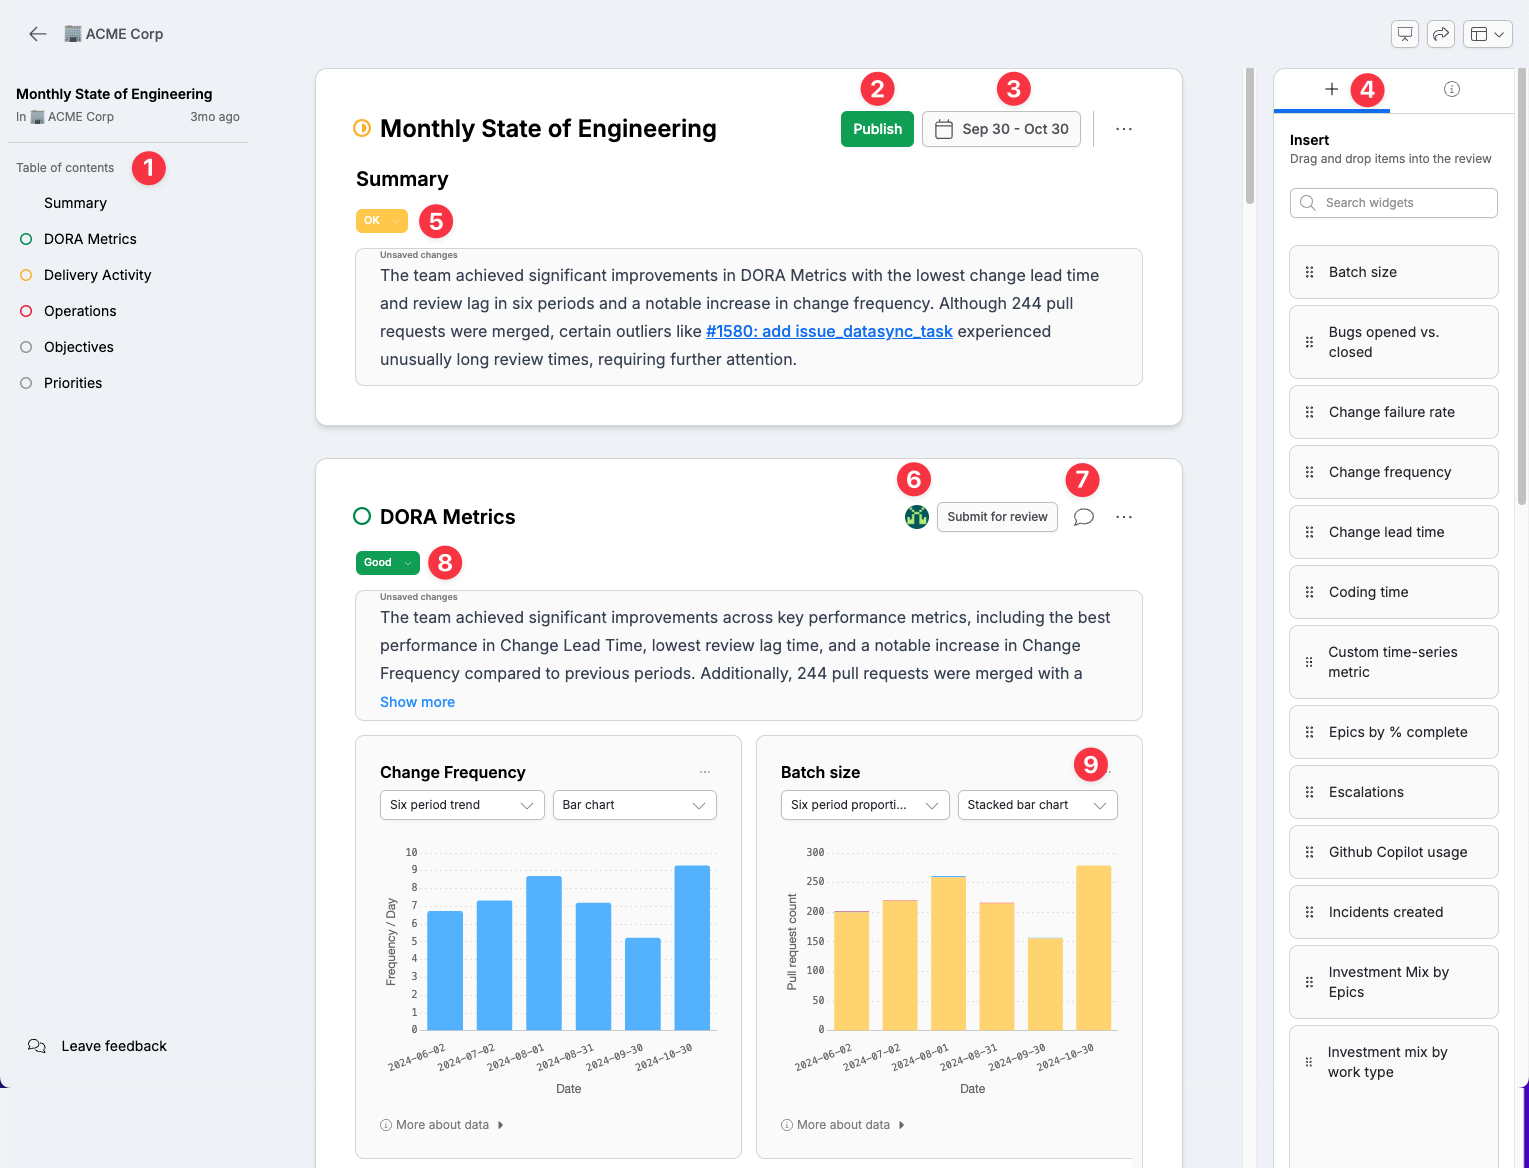 ACME Corp
Monthly State of Engineering
In ACME Corp 3mo ago
Table of contents 1
Summary
DORA Metrics
Delivery Activity
Operations
Objectives
Priorities
Leave feedback
2 3
Monthly State of Engineering Publish Sep 30 - Oct 30 ...
Summary
OK 5
Unsaved changes
The team achieved significant improvements in DORA Metrics with the lowest change lead time
and review lag in six periods and a notable increase in change frequency. Although 244 pull
requests were merged, certain outliers like #1580: add issue_datasync_task experienced
unusually long review times, requiring further attention.
6 7
DORA Metrics Submit for review ...
Good 8
Unsaved changes
The team achieved significant improvements across key performance metrics, including the best
performance in Change Lead Time, lowest review lag time, and a notable increase in Change
Frequency compared to previous periods. Additionally, 244 pull requests were merged with a
Show more
Change Frequency ...
Six period trend Bar chart
10
9
8
7
6
5
4
3
2
1
0
Frequency / Day
2024-06-02 2024-07-02 2024-08-01 2024-08-31 2024-09-30 2024-10-30
Date
More about data
Batch size 9
Six period proporti... Stacked bar chart
300
250
200
150
100
50
0
Pull request count
2024-06-02 2024-07-02 2024-08-01 2024-08-31 2024-09-30 2024-10-30
Date
More about data
+ 4
Insert
Drag and drop items into the review
Search widgets
Batch size
Bugs opened vs.
closed
Change failure rate
Change frequency
Change lead time
Coding time
Custom time-series
metric
Epics by % complete
Escalations
Github Copilot usage
Incidents created
Investment Mix by
Epics
Investment mix by
work type